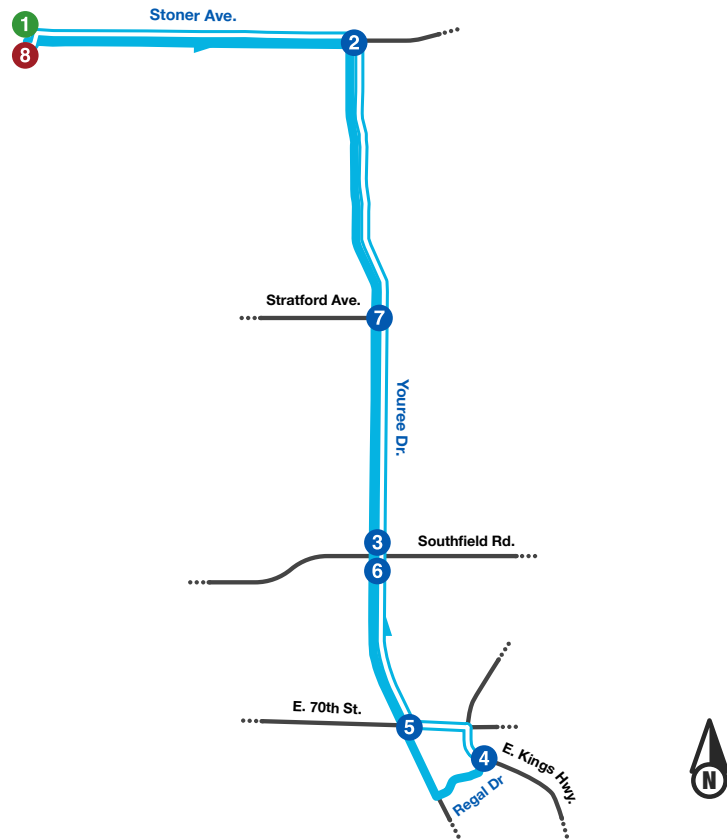 1
Stoner Ave.
2
8
Stratford Ave.
7
Youree Dr.
3
Southfield Rd.
6
E. 70th St.
5
4
E. Kings Hwy.
Regal Dr
N